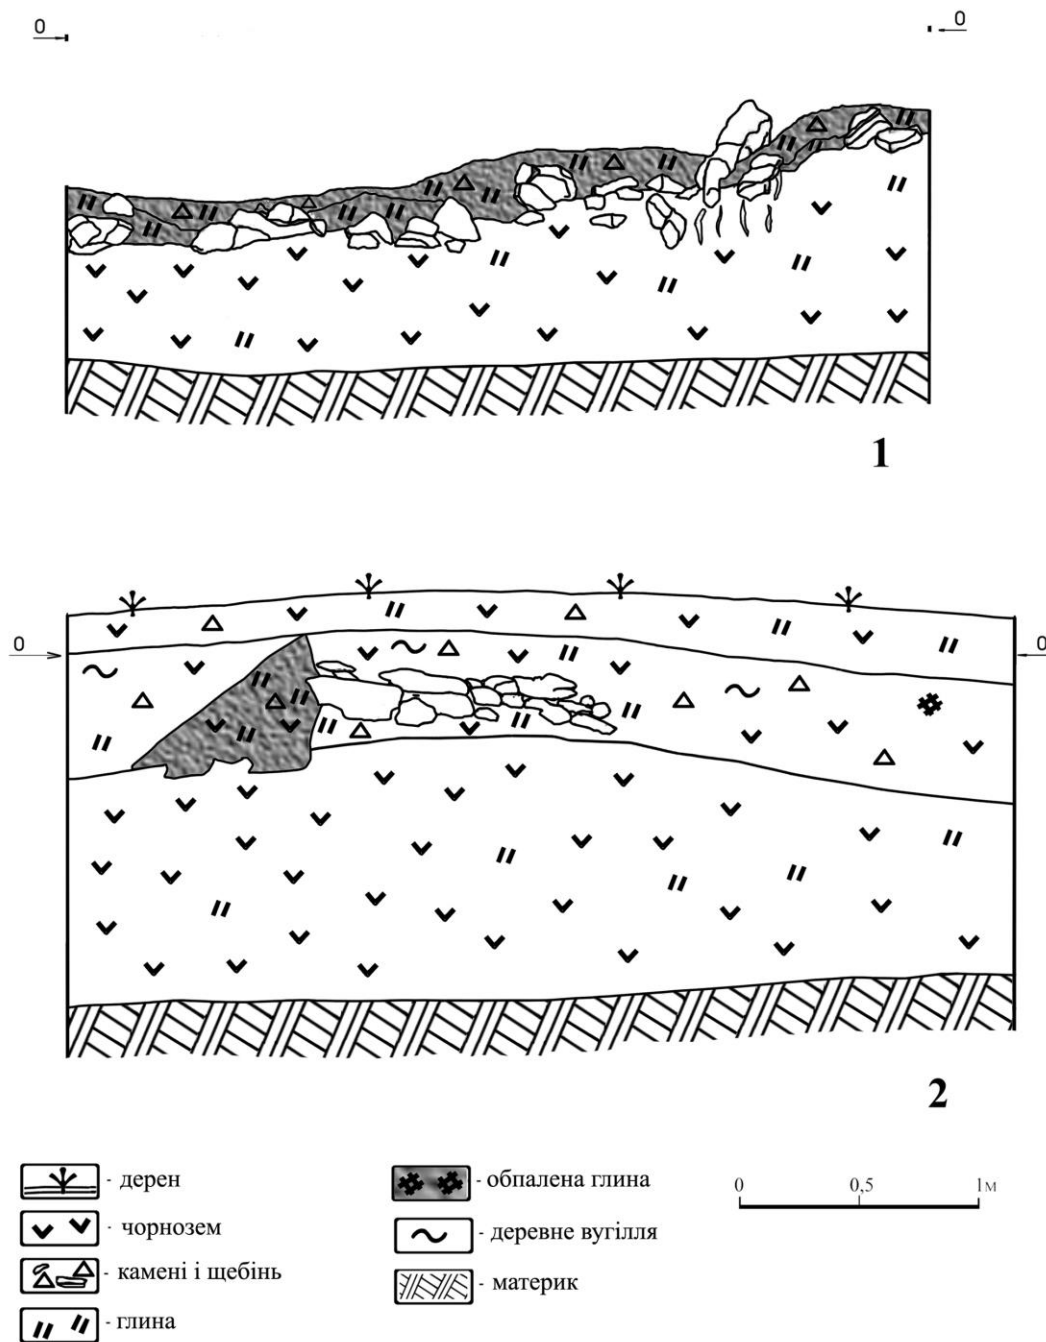 0 0
1
0 0
2
- дерен
- чорнозем
- камені і щебінь
- глина
- обпалена глина
- деревне вугілля
- материк
0 0,5 1м